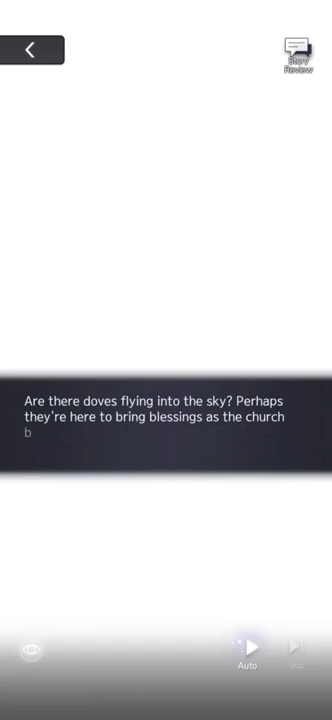 Story
Review
Are there doves flying into the sky? Perhaps
they're here to bring blessings as the church
b
Auto
Skip